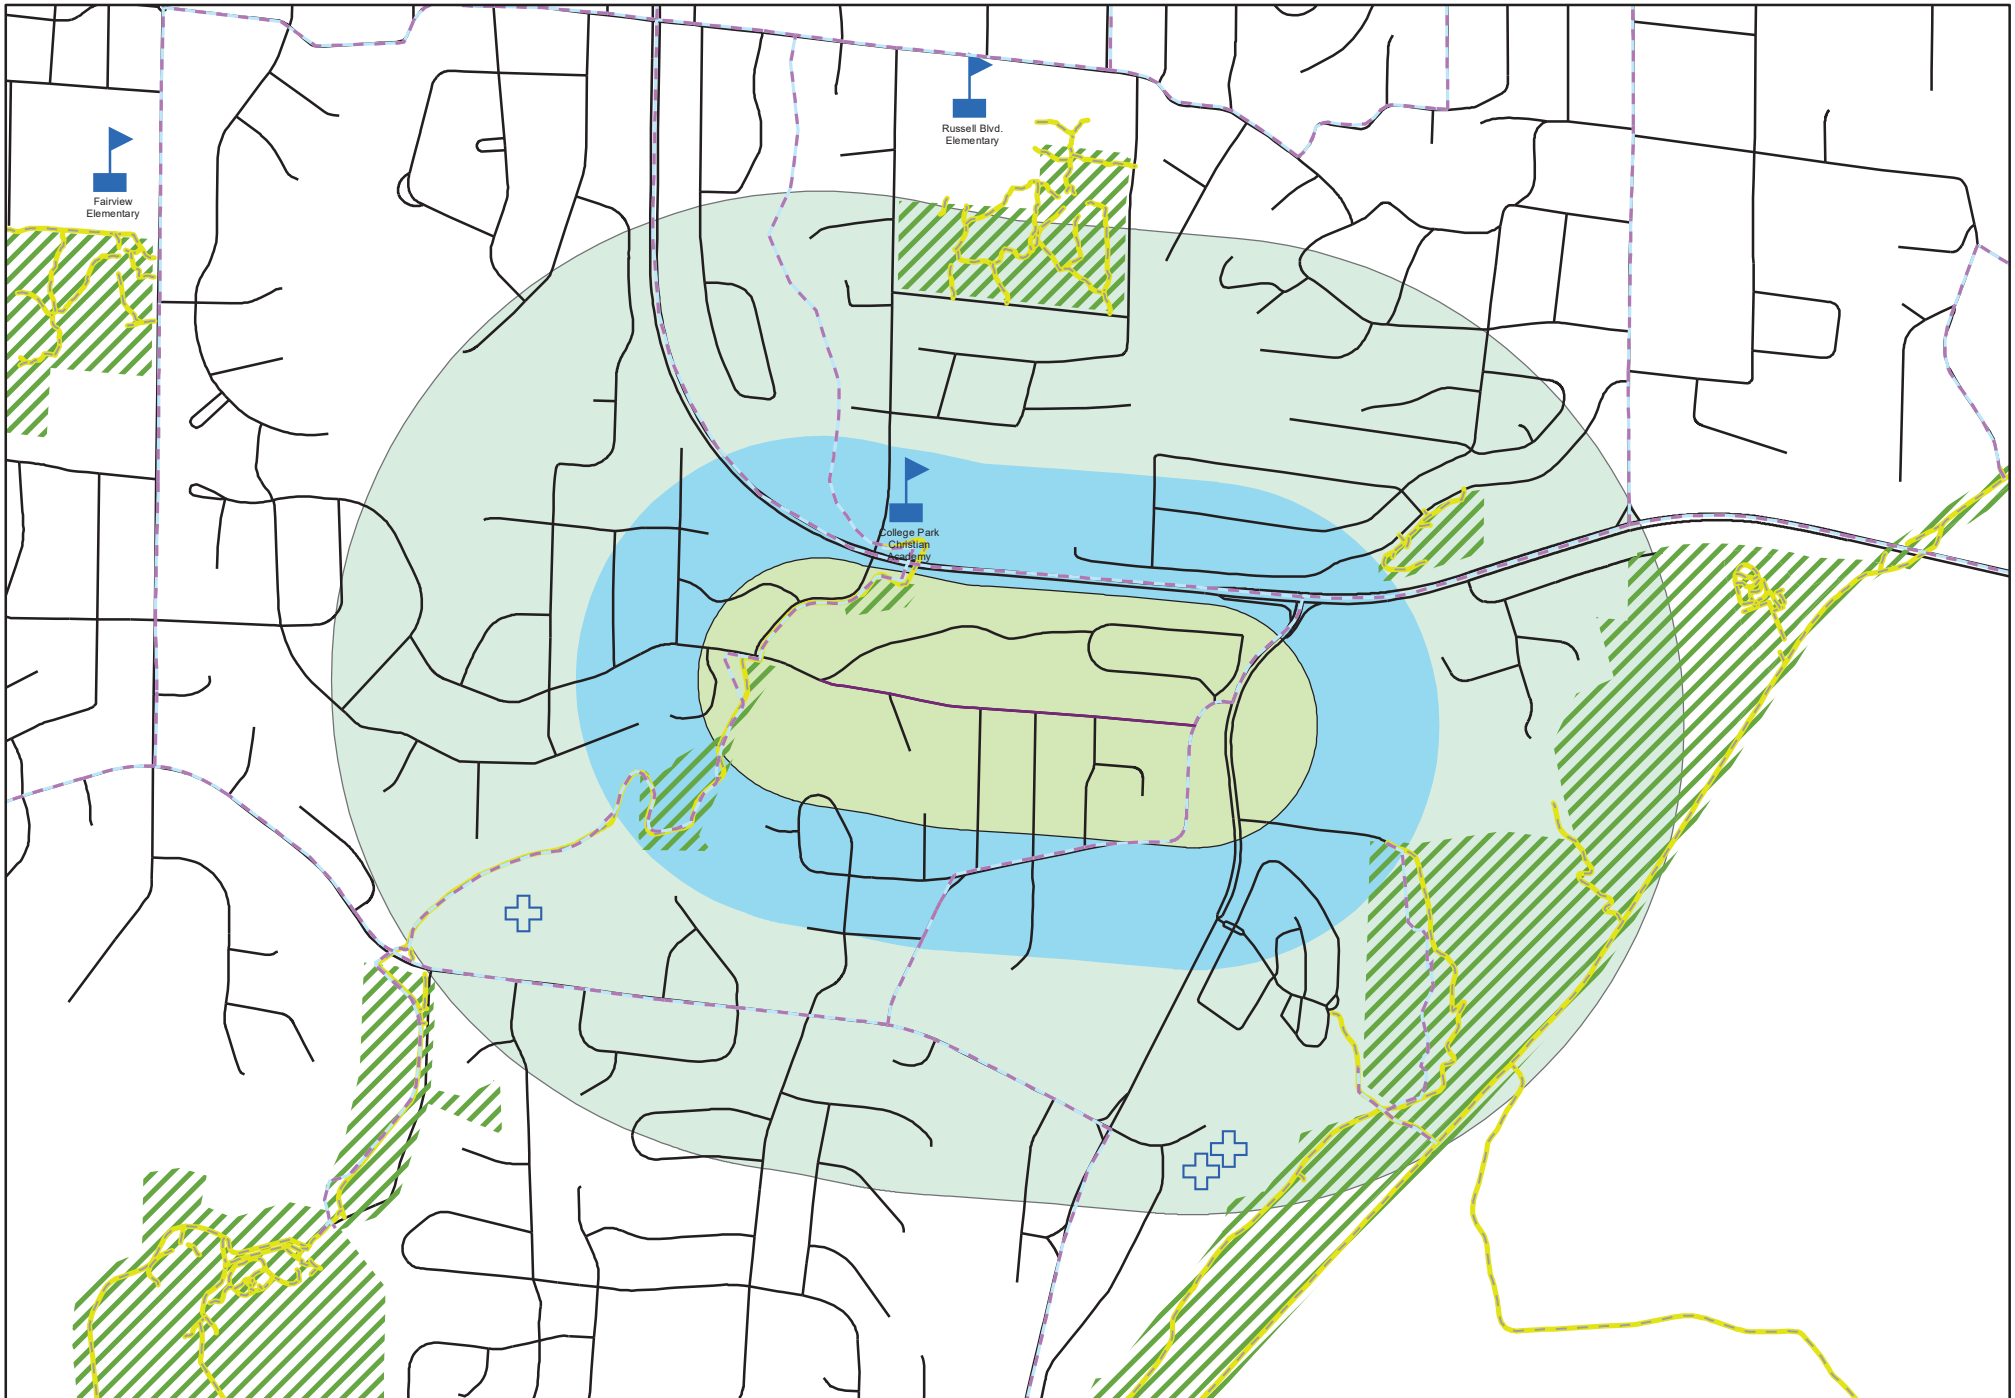 Russell Blvd.
Elementary
Fairview
Elementary
College Park
Christian
Academy